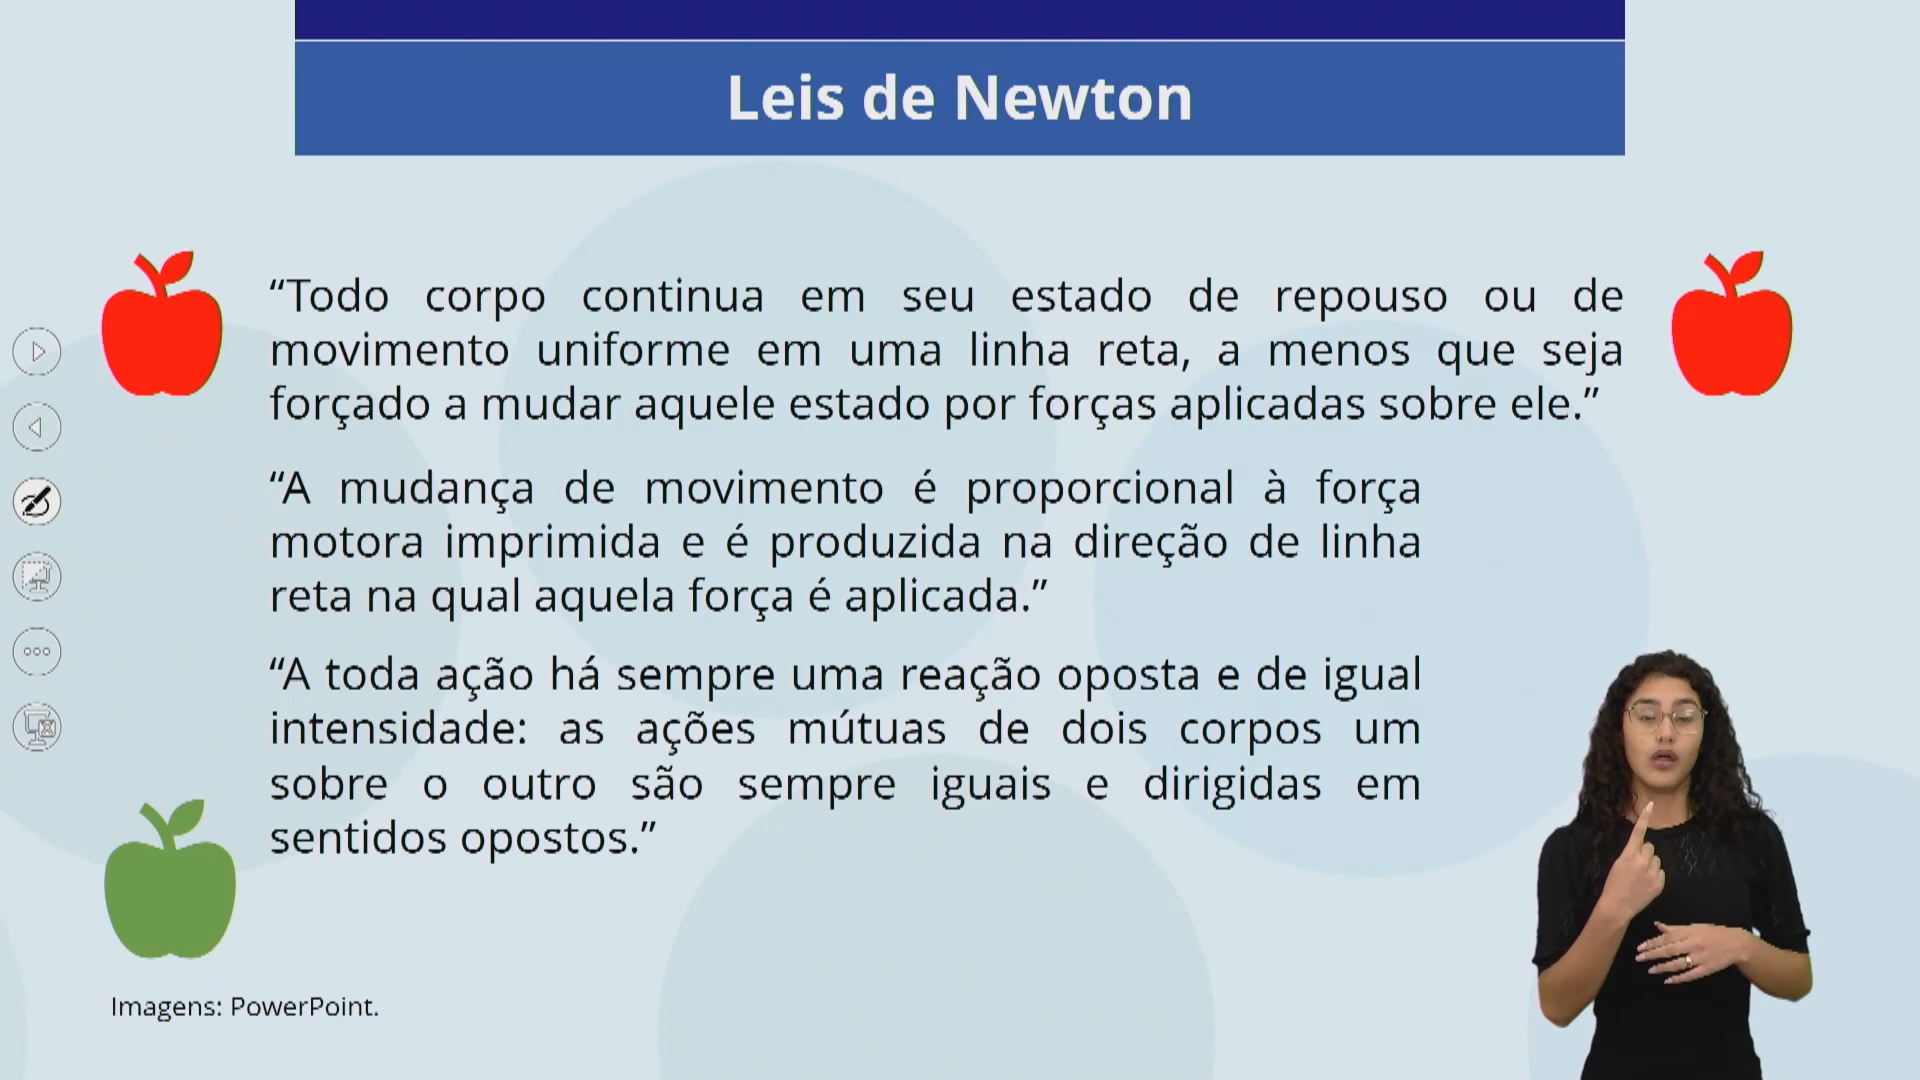 Leis de Newton
“Todo corpo continua em seu estado de repouso ou de
movimento uniforme em uma linha reta, a menos que seja
forçado a mudar aquele estado por forças aplicadas sobre ele.”
“A mudança de movimento é proporcional à força
motora imprimida e é produzida na direção de linha
reta na qual aquela força é aplicada.”
“A toda ação há sempre uma reação oposta e de igual
intensidade: as ações mútuas de dois corpos um
sobre o outro são sempre iguais e dirigidas em
sentidos opostos.”
Imagens: PowerPoint.